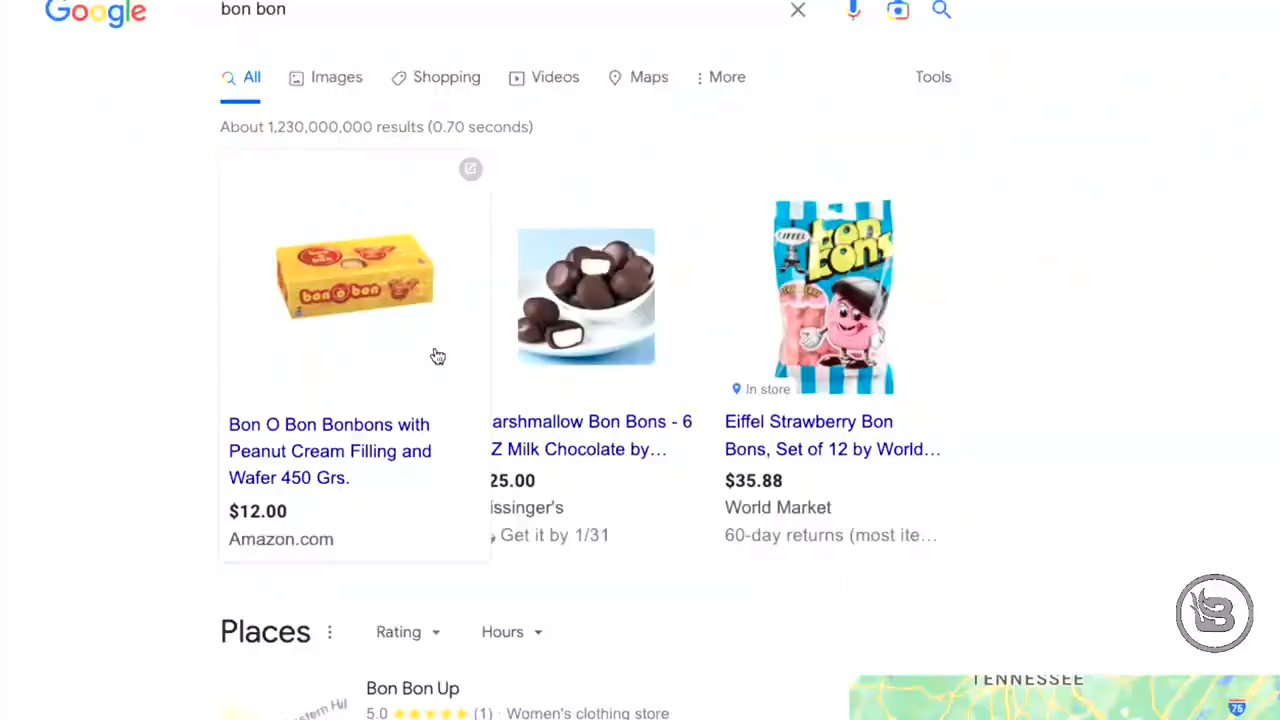 Google
bon bon
All Images Shopping Videos Maps More Tools
About 1,230,000,000 results (0.70 seconds)
bon o bon
EIFFEL
bon
bons
In store
Bon O Bon Bonbons with
Peanut Cream Filling and
Wafer 450 Grs.
$12.00
Amazon.com
arshmallow Bon Bons - 6
Z Milk Chocolate by...
25.00
issinger's
Get it by 1/31
Eiffel Strawberry Bon
Bons, Set of 12 by World...
$35.88
World Market
60-day returns (most ite...
Places Rating Hours
Bon Bon Up
5.0 (1) · Women's clothing store
TENNESSEE
75
B